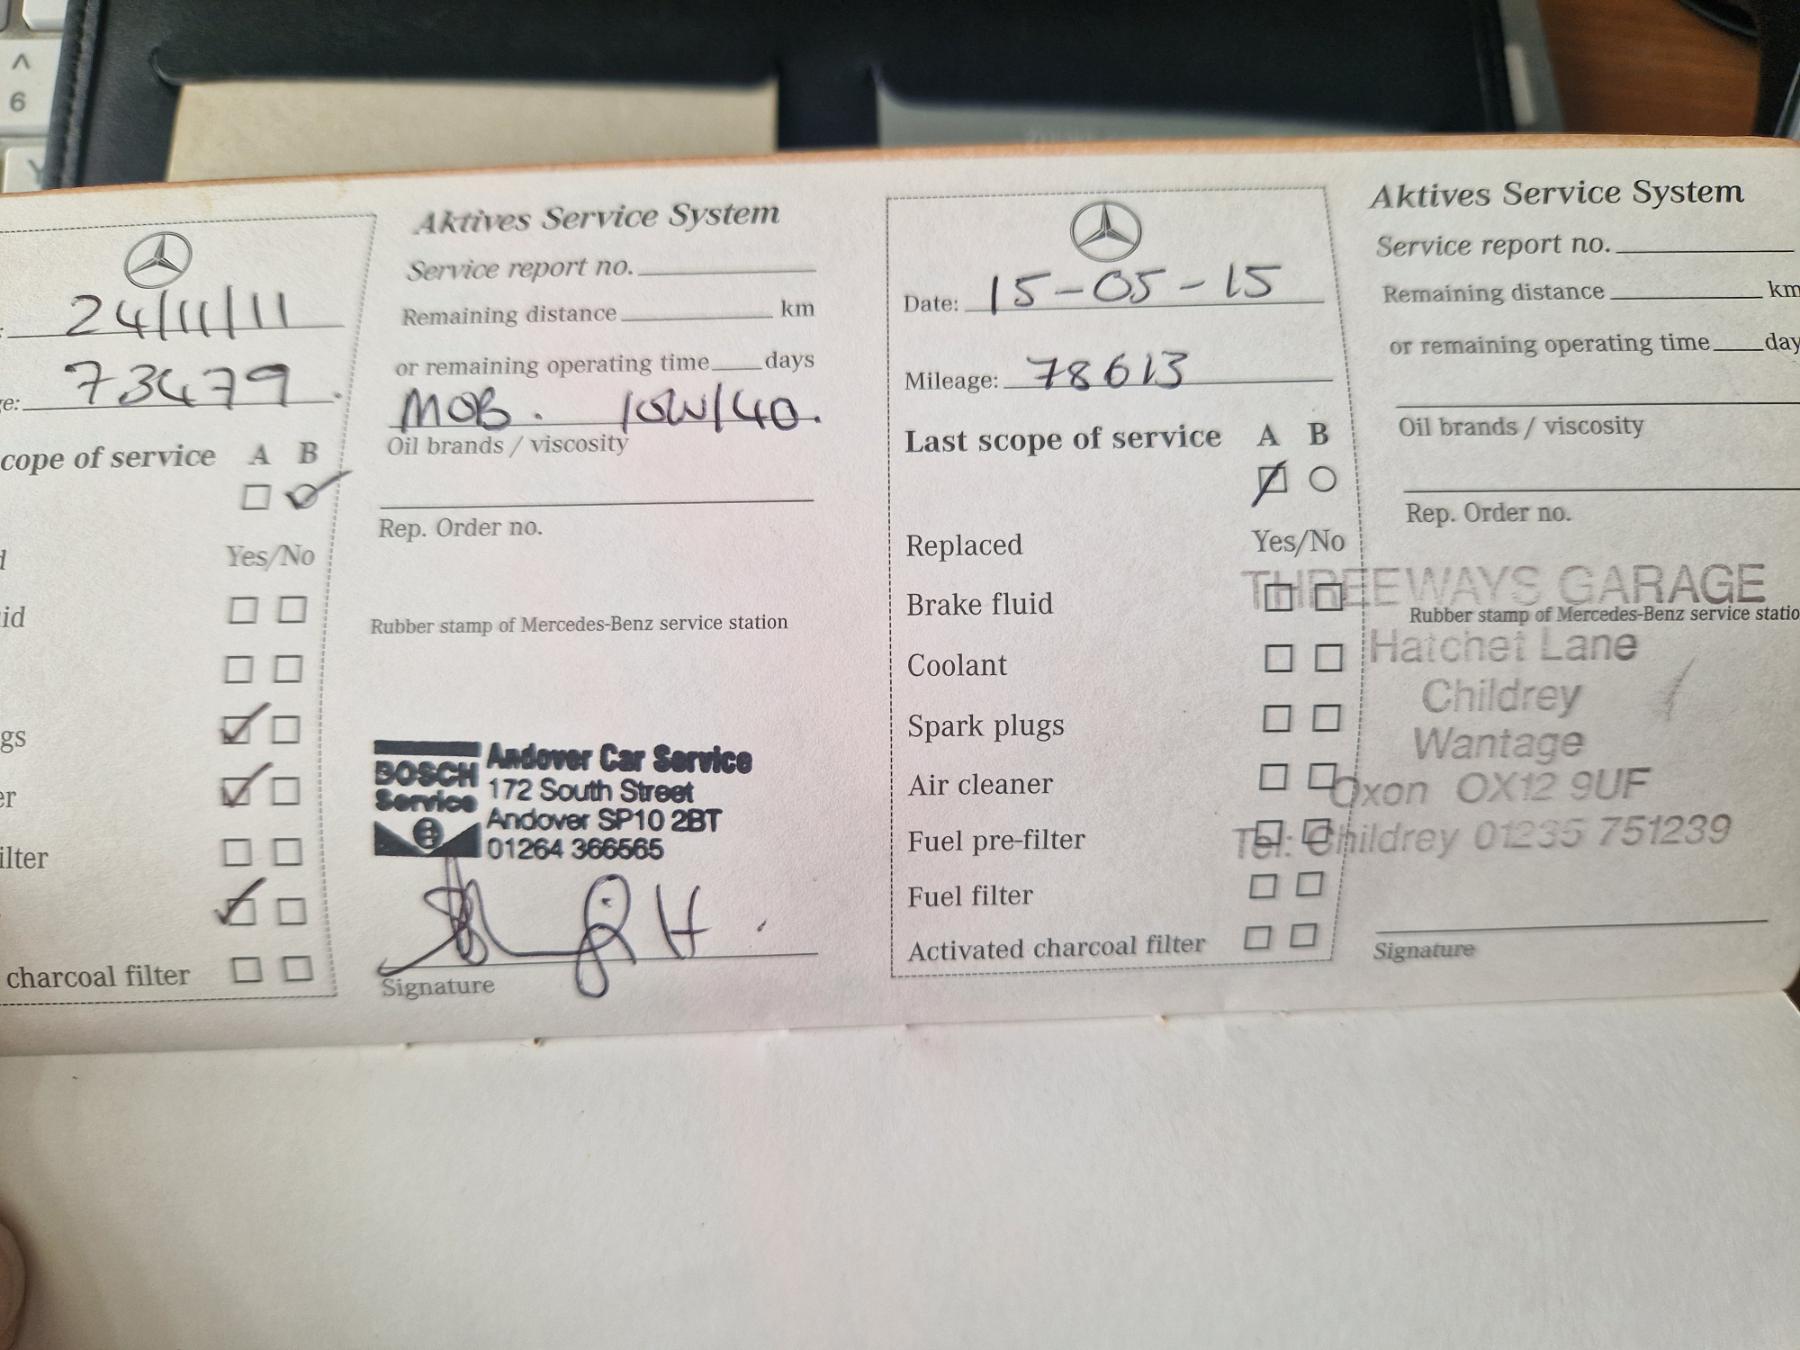 ^
6
24/11/11
73479
cope of service A B
Yes/No
id
gs
er
ilter
charcoal filter
Aktives Service System
Service report no.
Remaining distance km
or remaining operating time days
MOB. 10W/40.
Oil brands / viscosity
Rep. Order no.
Rubber stamp of Mercedes-Benz service station
BOSCH
Service
Andover Car Service
172 South Street
Andover SP10 2BT
01264 366565
Signature
Date: 15-05-15
Mileage: 78613
Last scope of service A B
Replaced Yes/No
Brake fluid
Coolant
Spark plugs
Air cleaner
Fuel pre-filter
Fuel filter
Activated charcoal filter
Aktives Service System
Service report no.
Remaining distance km
or remaining operating time day
Oil brands / viscosity
Rep. Order no.
THREEWAYS GARAGE
Rubber stamp of Mercedes-Benz service statio
Hatchet Lane
Childrey
Wantage
Oxon OX12 9UF
Tel: Childrey 01235 751239
Signature